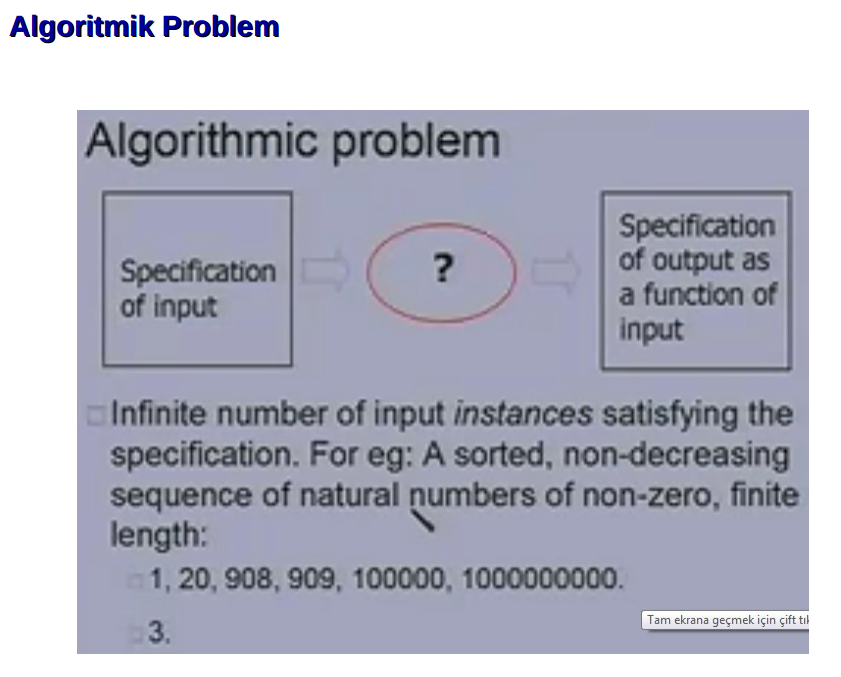 Algoritmik Problem
Algorithmic problem
Specification
of input
?
Specification
of output as
a function of
input
Infinite number of input instances satisfying the
specification. For eg: A sorted, non-decreasing
sequence of natural numbers of non-zero, finite
length:
1, 20, 908, 909, 100000, 1000000000.
3.
Tam ekrana geçmek için çift